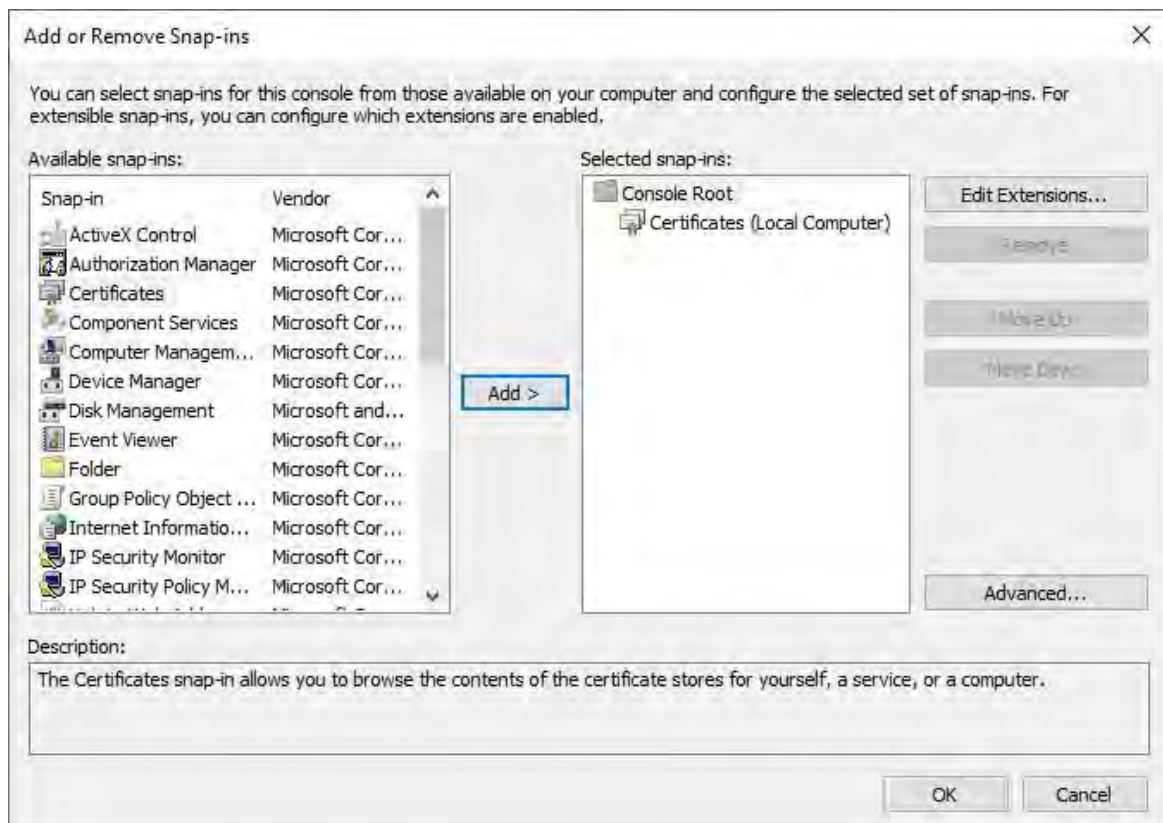 Add or Remove Snap-ins
You can select snap-ins for this console from those available on your computer and configure the selected set of snap-ins. For
extensible snap-ins, you can configure which extensions are enabled.
Available snap-ins:
Snap-in Vendor
ActiveX Control Microsoft Cor...
Authorization Manager Microsoft Cor...
Certificates Microsoft Cor...
Component Services Microsoft Cor...
Computer Managem... Microsoft Cor...
Device Manager Microsoft Cor...
Disk Management Microsoft and...
Event Viewer Microsoft Cor...
Folder Microsoft Cor...
Group Policy Object ... Microsoft Cor...
Internet Informatio... Microsoft Cor...
IP Security Monitor Microsoft Cor...
IP Security Policy M... Microsoft Cor...
Add >
Selected snap-ins:
Console Root
Certificates (Local Computer)
Edit Extensions...
Remove
Move Up
Move Down
Advanced...
Description:
The Certificates snap-in allows you to browse the contents of the certificate stores for yourself, a service, or a computer.
OK Cancel